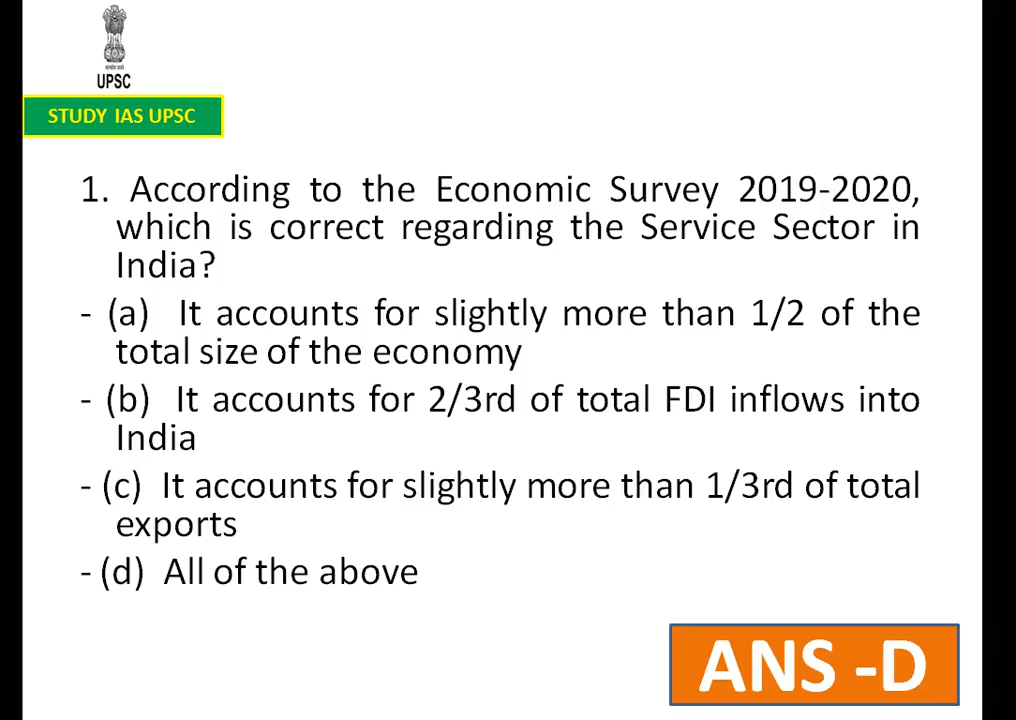 UPSC
STUDY IAS UPSC
1. According to the Economic Survey 2019-2020,
which is correct regarding the Service Sector in
India?
- (a) It accounts for slightly more than 1/2 of the
total size of the economy
- (b) It accounts for 2/3rd of total FDI inflows into
India
- (c) It accounts for slightly more than 1/3rd of total
exports
- (d) All of the above
ANS -D